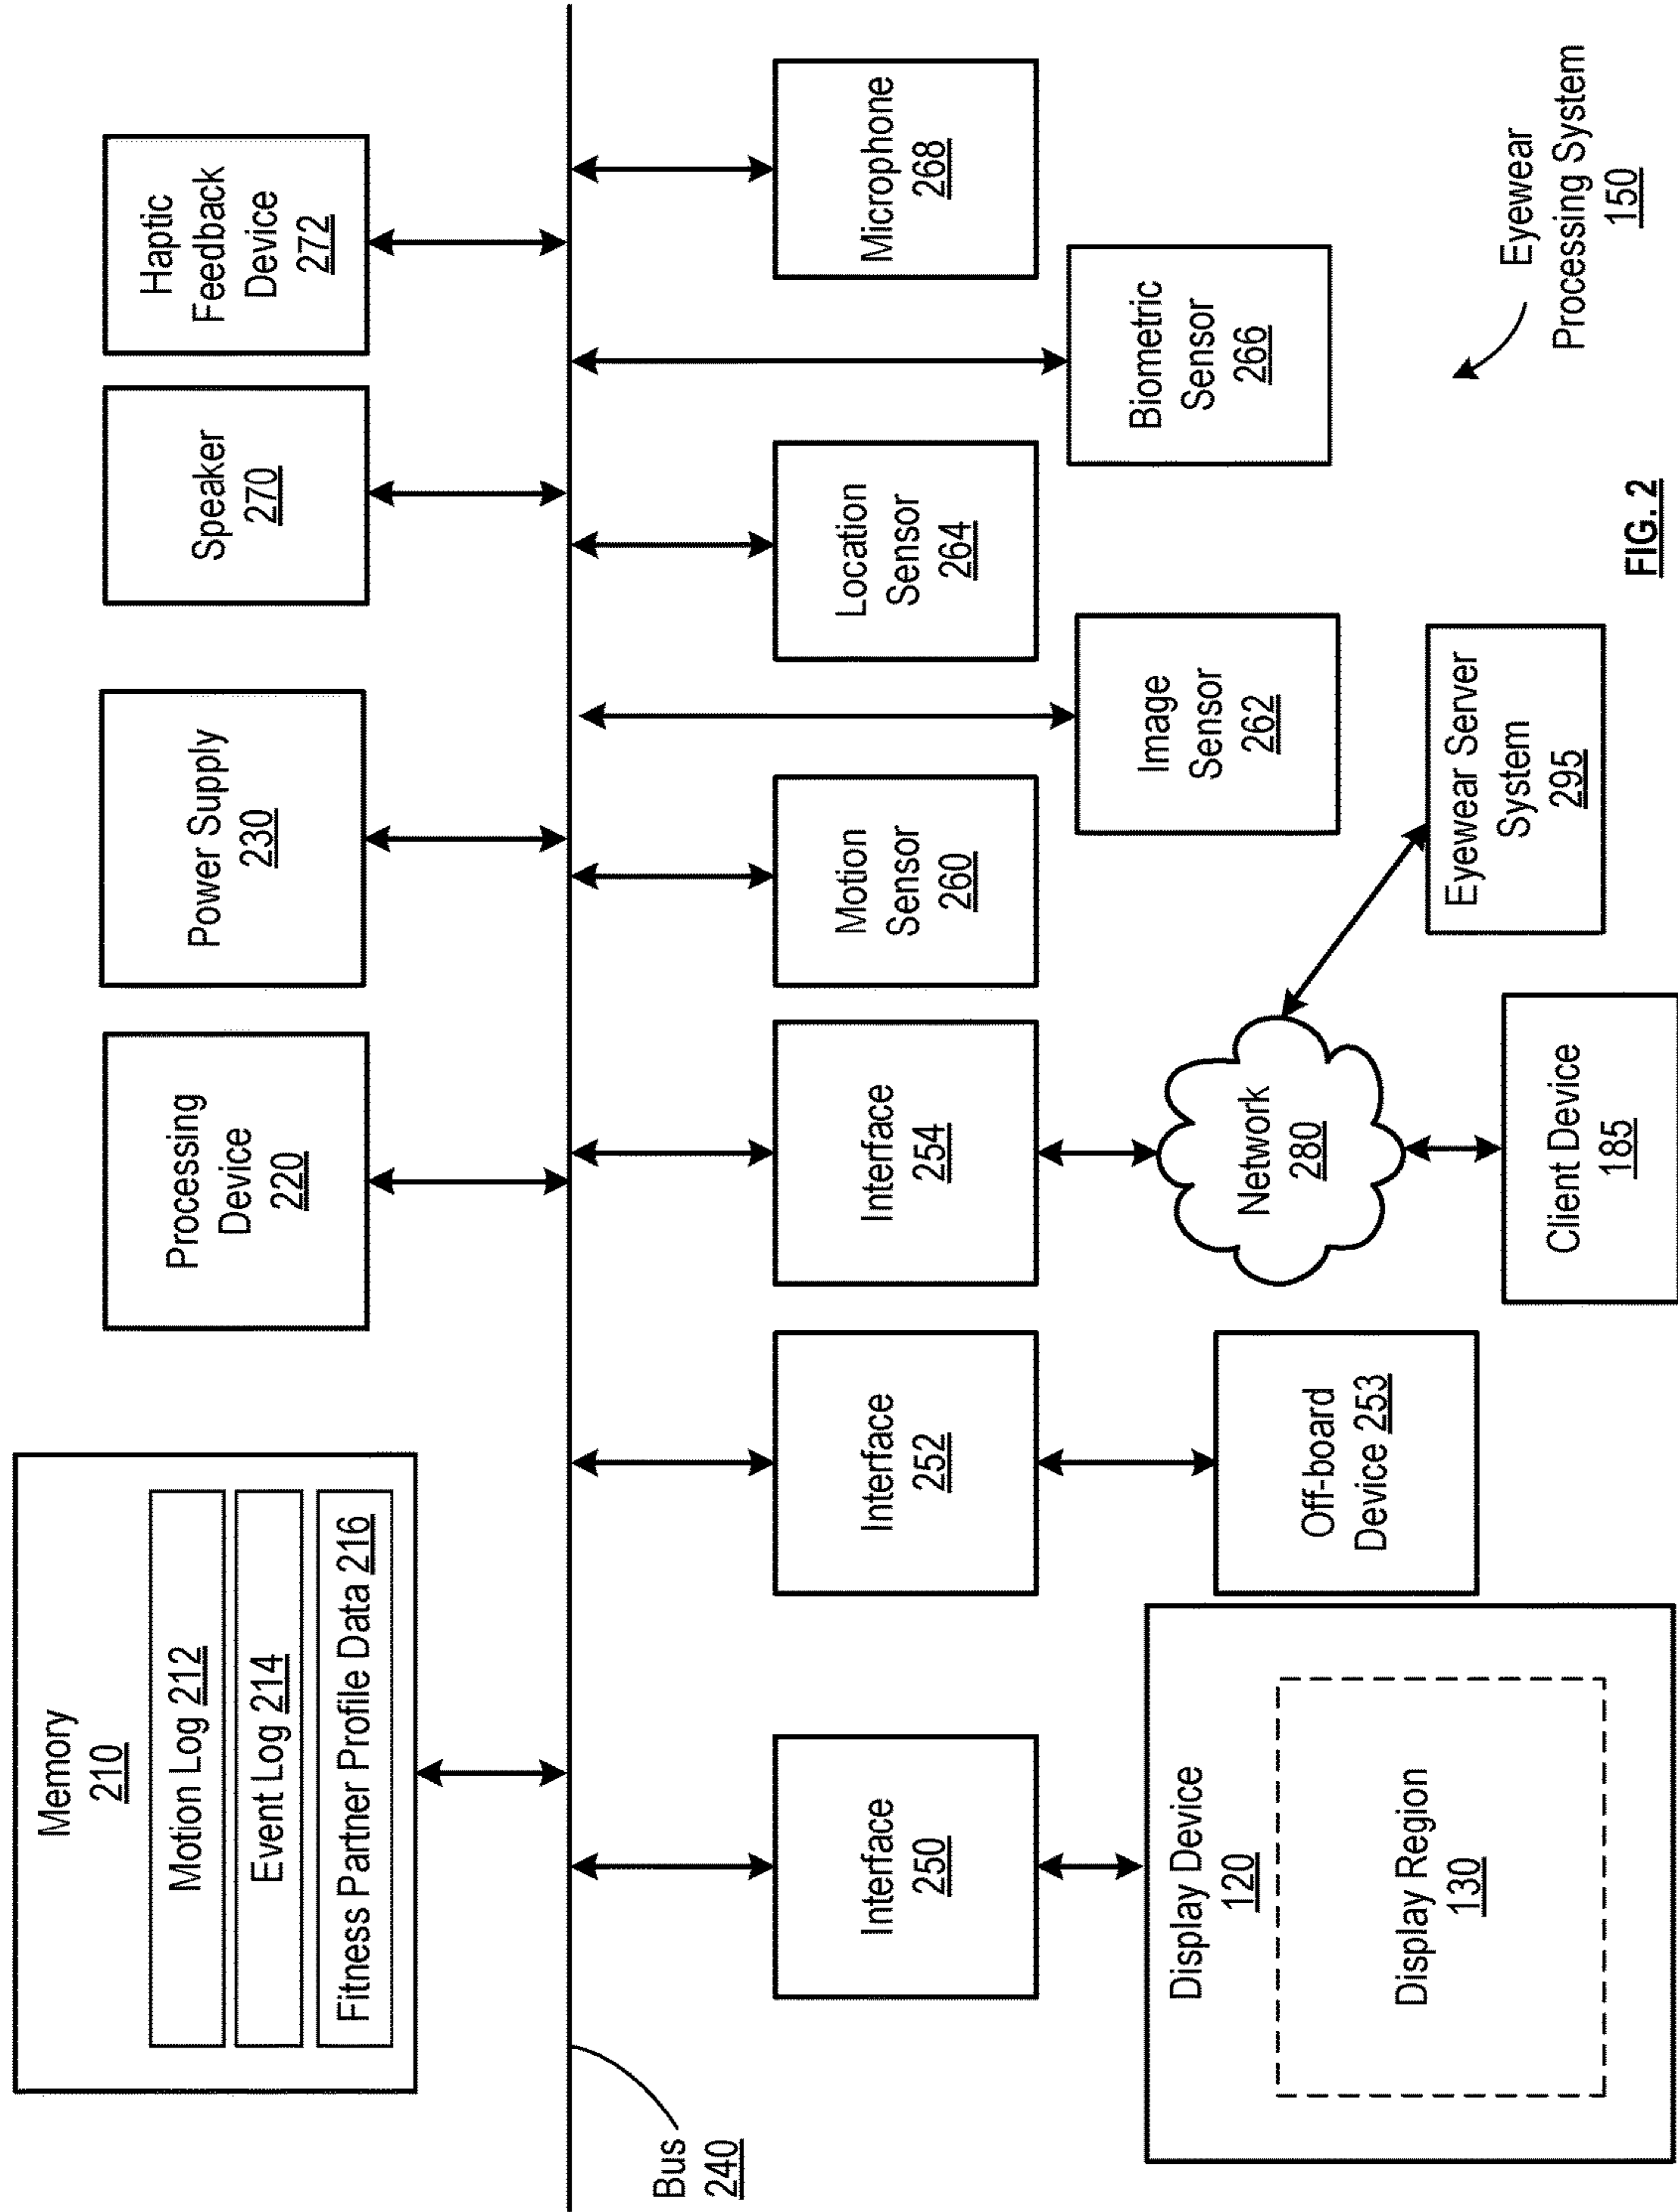 Memory
210
Motion Log 212
Event Log 214
Fitness Partner Profile Data 216
Processing
Device
220
Power Supply
230
Speaker
270
Haptic
Feedback
Device
272
Bus
240
Interface
250
Interface
252
Interface
254
Motion
Sensor
260
Image
Sensor
262
Location
Sensor
264
Biometric
Sensor
266
Microphone
268
Display Device
120
Display Region
130
Off-board
Device 253
Network
280
Client Device
185
Eyewear Server
System
295
Eyewear
Processing System
150
FIG. 2